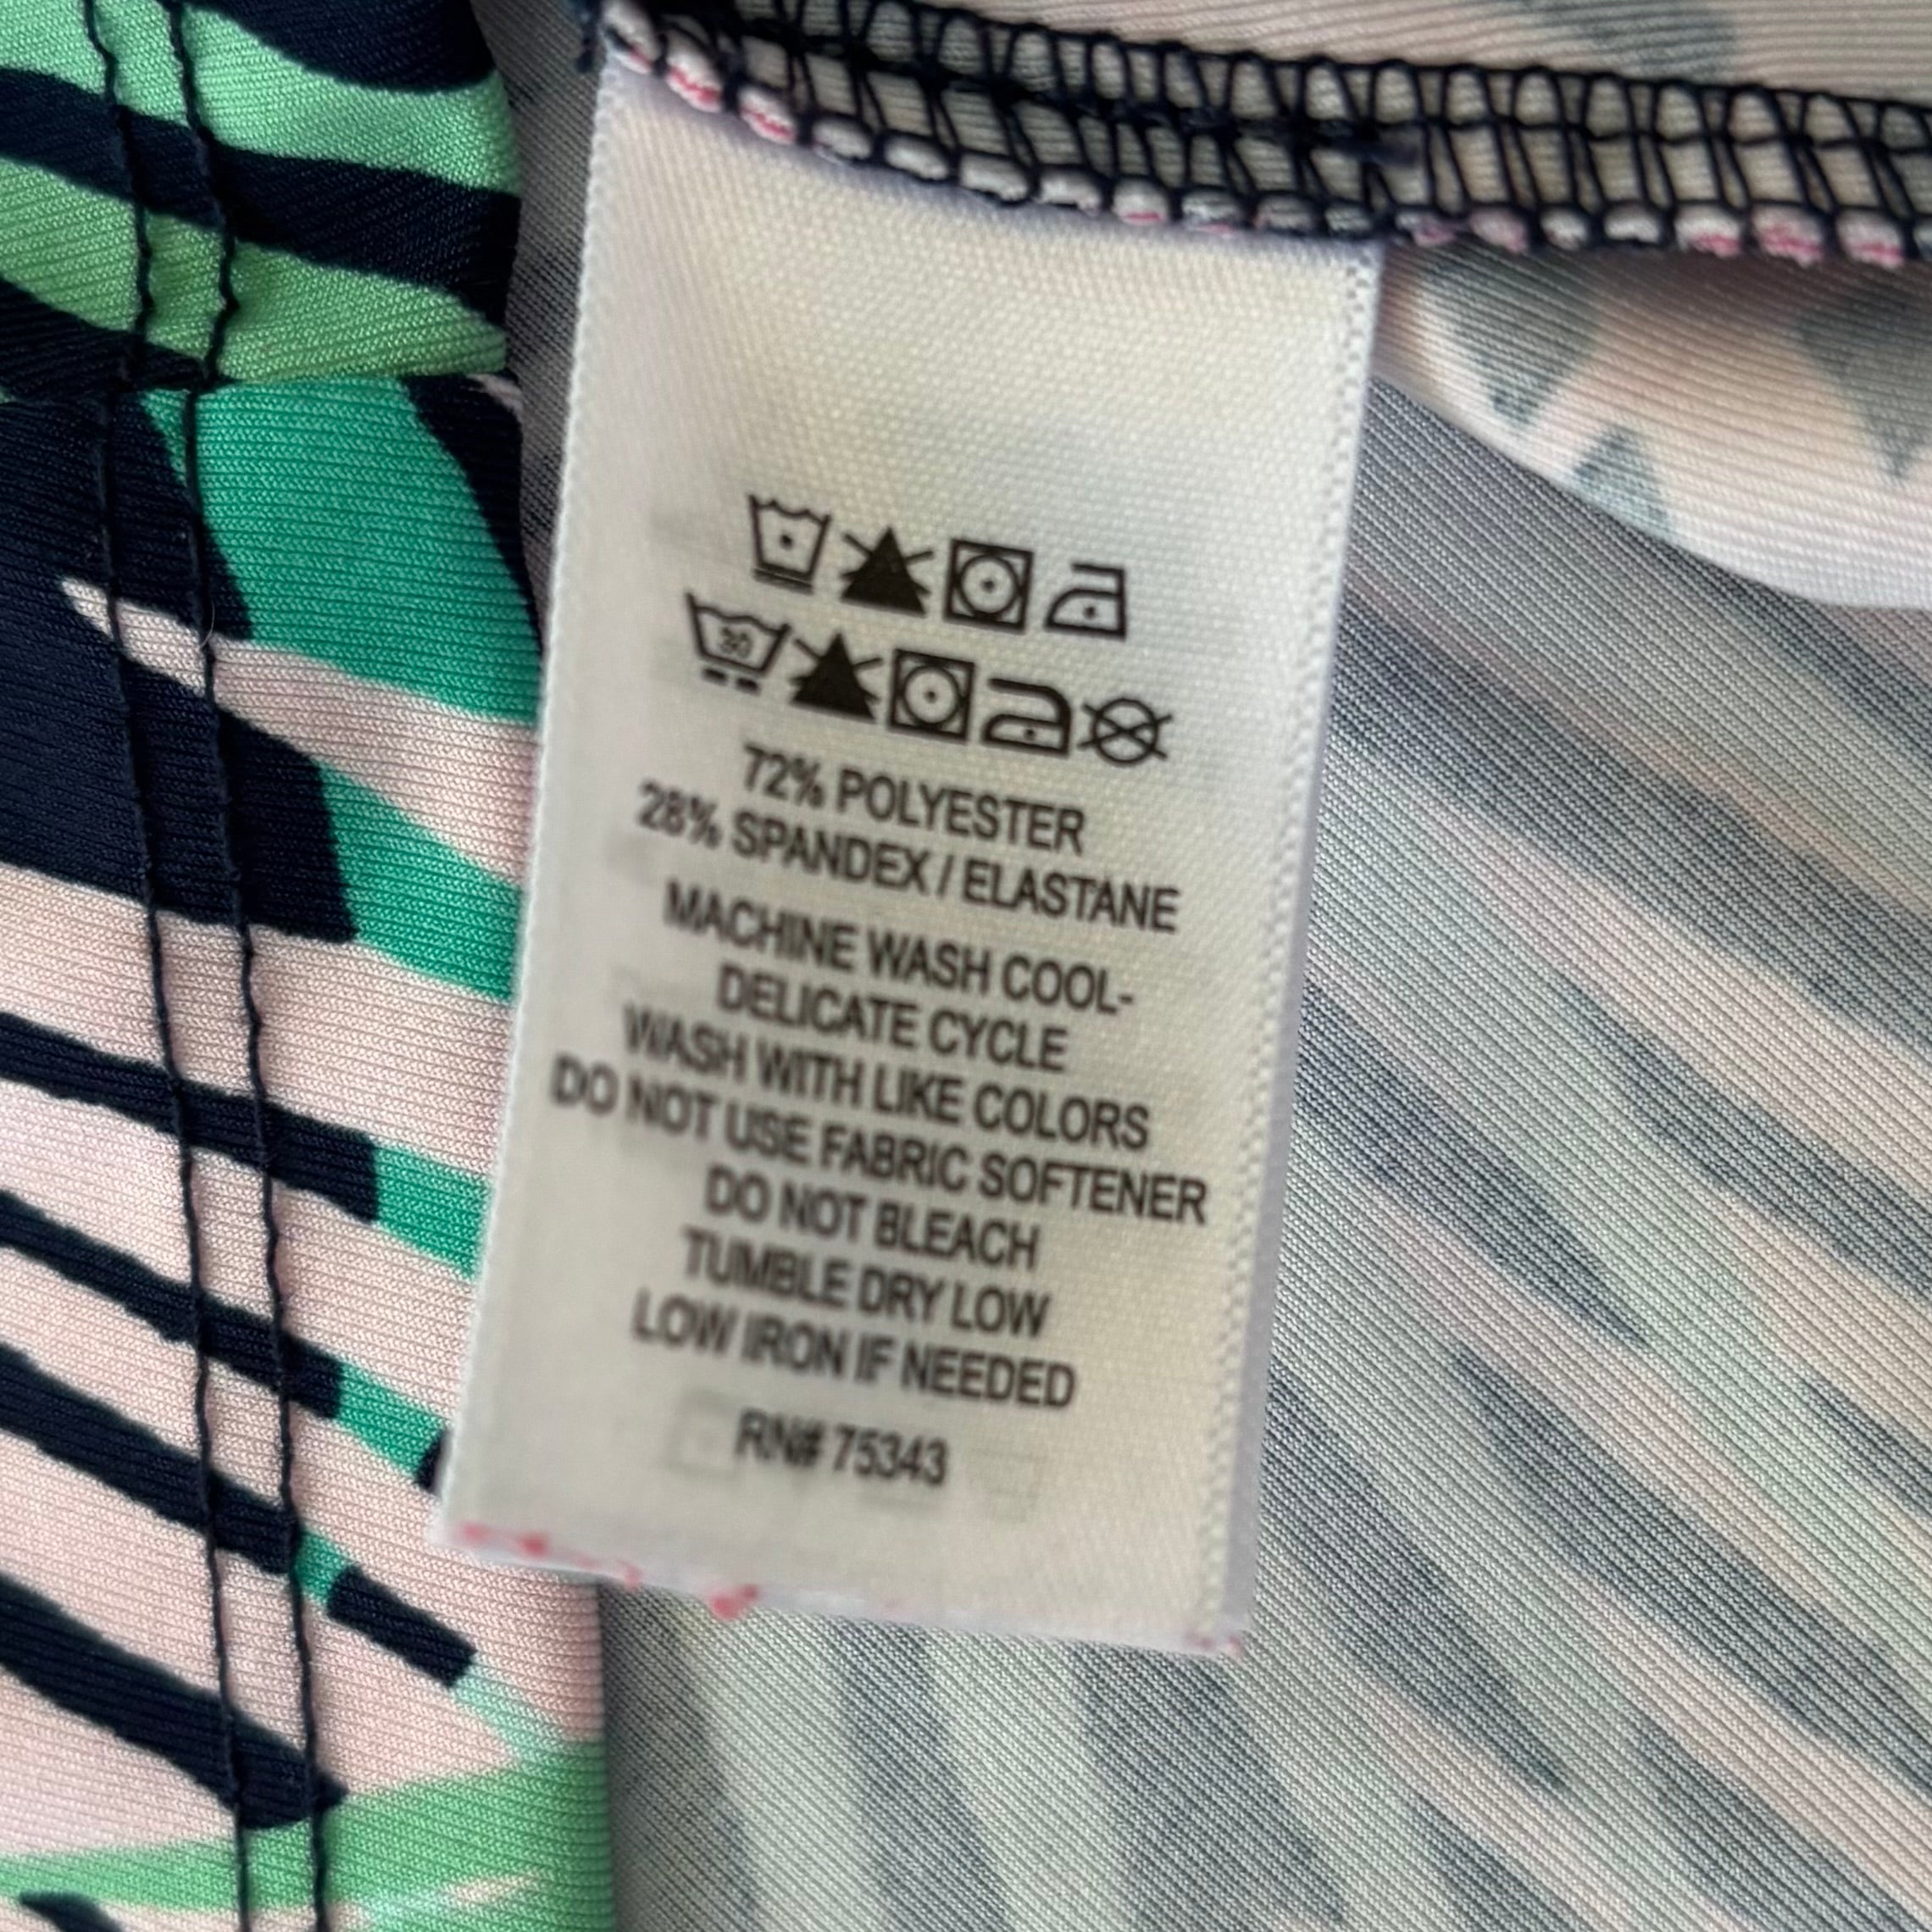 30
72% POLYESTER
28% SPANDEX / ELASTANE
MACHINE WASH COOL-
DELICATE CYCLE
WASH WITH LIKE COLORS
DO NOT USE FABRIC SOFTENER
DO NOT BLEACH
TUMBLE DRY LOW
LOW IRON IF NEEDED
RN# 75343